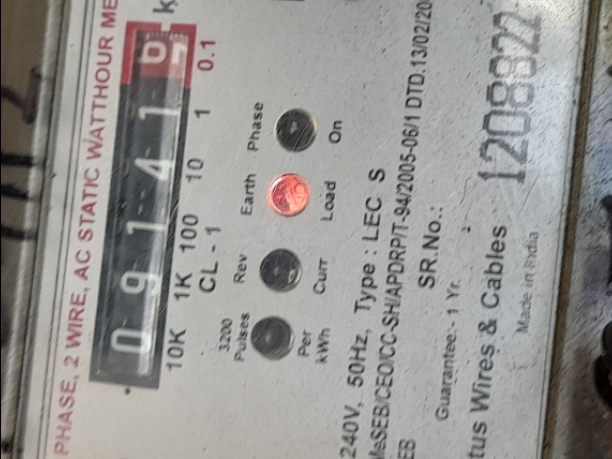 PHASE, 2 WIRE, AC STATIC WATTHOUR ME
0 9 1 4 1
10K 1K 100 10 1 0.1
CL - 1
3200 Pulses Rev Earth Phase
Per kWh Curr Load On
240V, 50Hz, Type : LEC S
MaSEB/CEO/CC-SH/APDRP/T-94/2005-06/1 DTD.13/02/20
EB SR.No.: 1208822
Guarantee:- 1 Yr.
tus Wires & Cables
Made in India